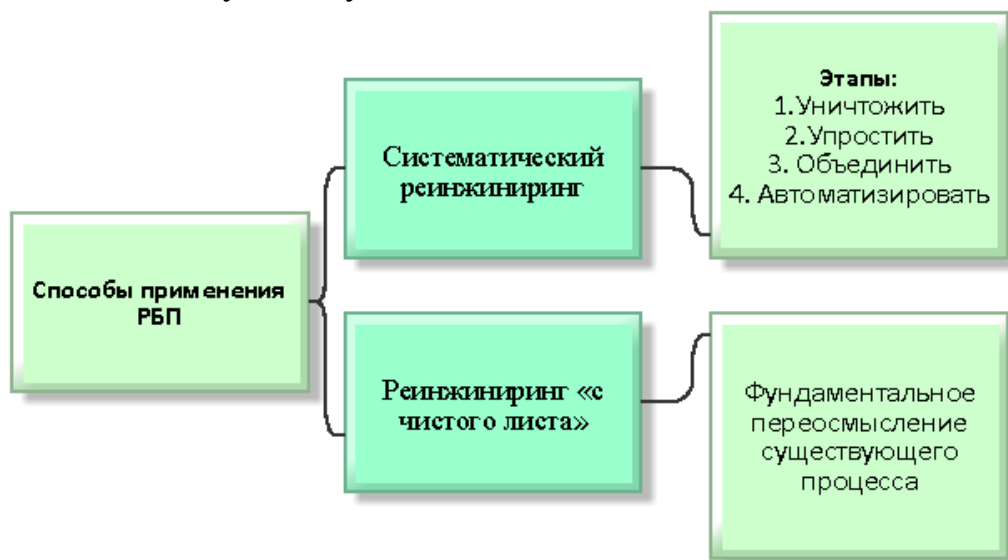 Способы применения
РБП
Систематический
реинжиниринг
Этапы:
1.Уничтожить
2.Упростить
3. Объединить
4. Автоматизировать
Реинжиниринг «с
чистого листа»
Фундаментальное
переосмысление
существующего
процесса